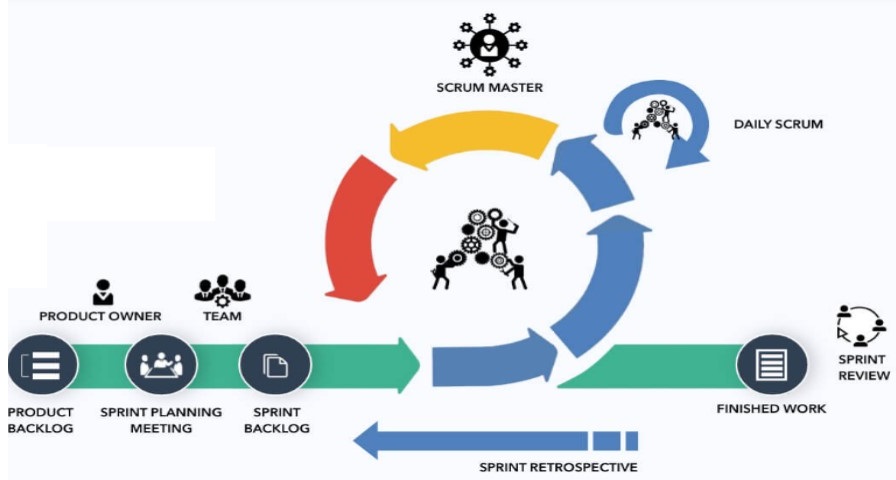 SCRUM MASTER
DAILY SCRUM
PRODUCT OWNER
TEAM
SPRINT
REVIEW
PRODUCT
BACKLOG
SPRINT PLANNING
MEETING
SPRINT
BACKLOG
FINISHED WORK
SPRINT RETROSPECTIVE